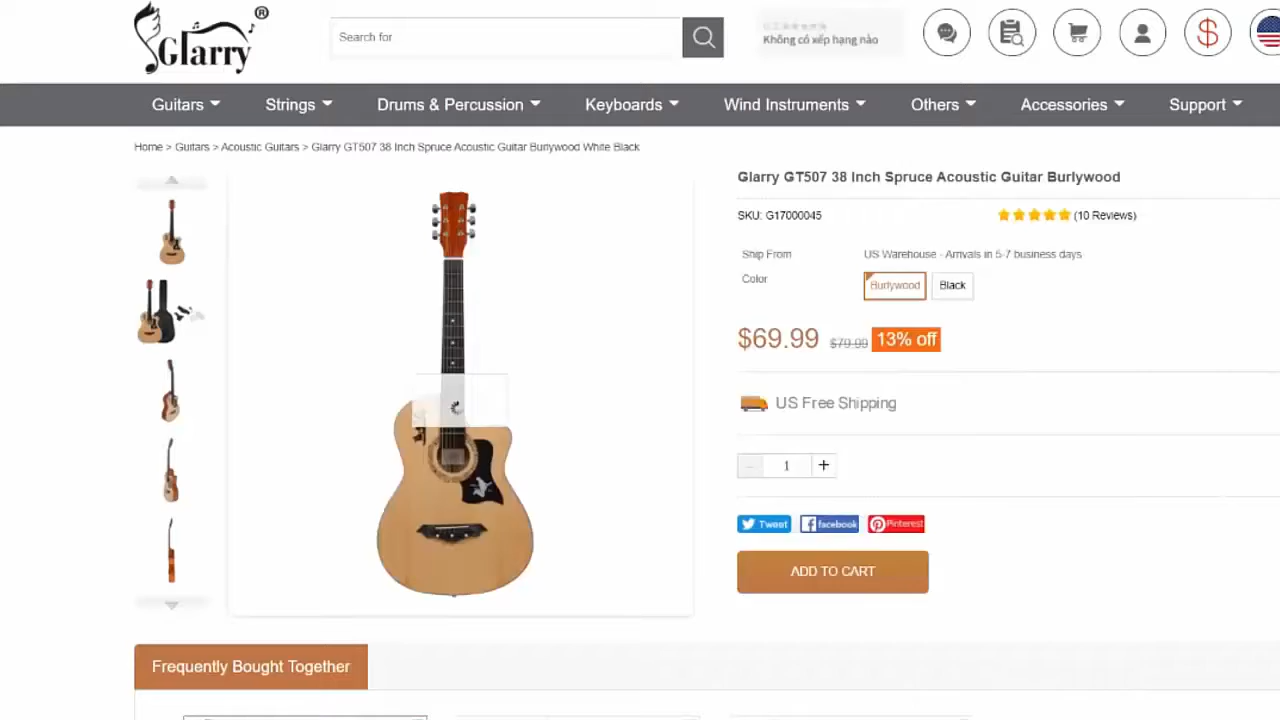 Glarry®
Search for
Không có xếp hạng nào
Guitars
Strings
Drums & Percussion
Keyboards
Wind Instruments
Others
Accessories
Support
Home > Guitars > Acoustic Guitars > Glarry GT507 38 Inch Spruce Acoustic Guitar Burlywood White Black
Glarry GT507 38 Inch Spruce Acoustic Guitar Burlywood
SKU: G17000045
(10 Reviews)
Ship From
US Warehouse - Arrivals in 5-7 business days
Color
Burlywood
Black
$69.99 $79.99 13% off
US Free Shipping
- 1 +
Tweet
facebook
Pinterest
ADD TO CART
Frequently Bought Together